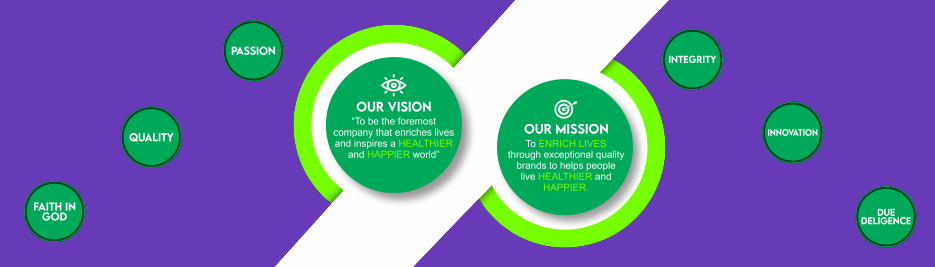 PASSION
QUALITY
FAITH IN
GOD
OUR VISION
"To be the foremost
company that enriches lives
and inspires a HEALTHIER
and HAPPIER world"
OUR MISSION
To ENRICH LIVES
through exceptional quality
brands to helps people
live HEALTHIER and
HAPPIER.
INTEGRITY
INNOVATION
DUE
DELIGENCE